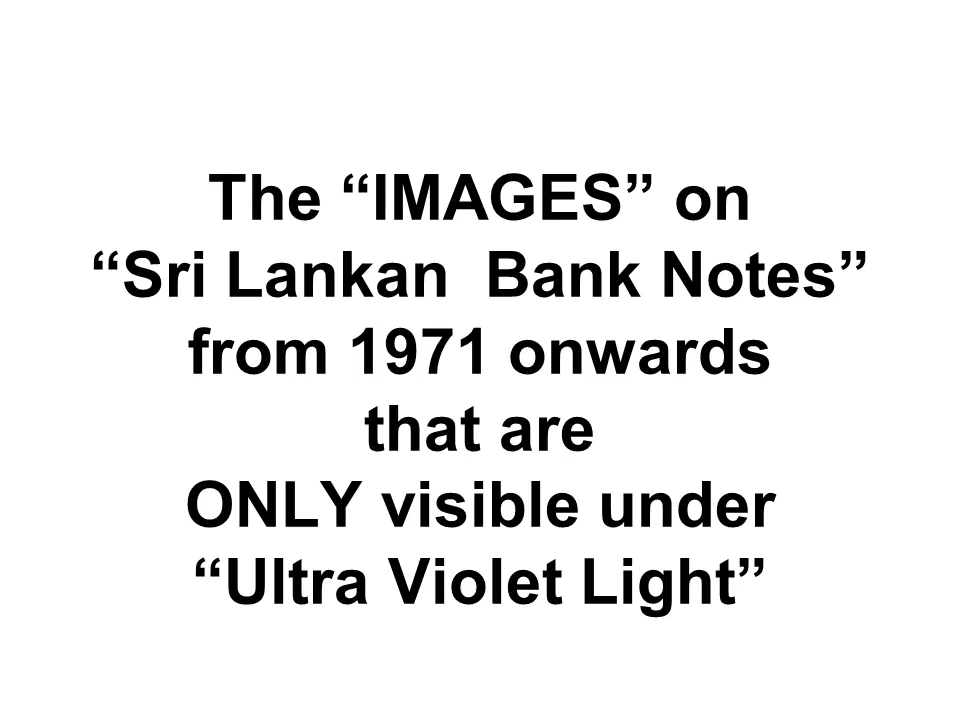 The “IMAGES” on
“Sri Lankan  Bank Notes”
from 1971 onwards
that are
ONLY visible under
“Ultra Violet Light”